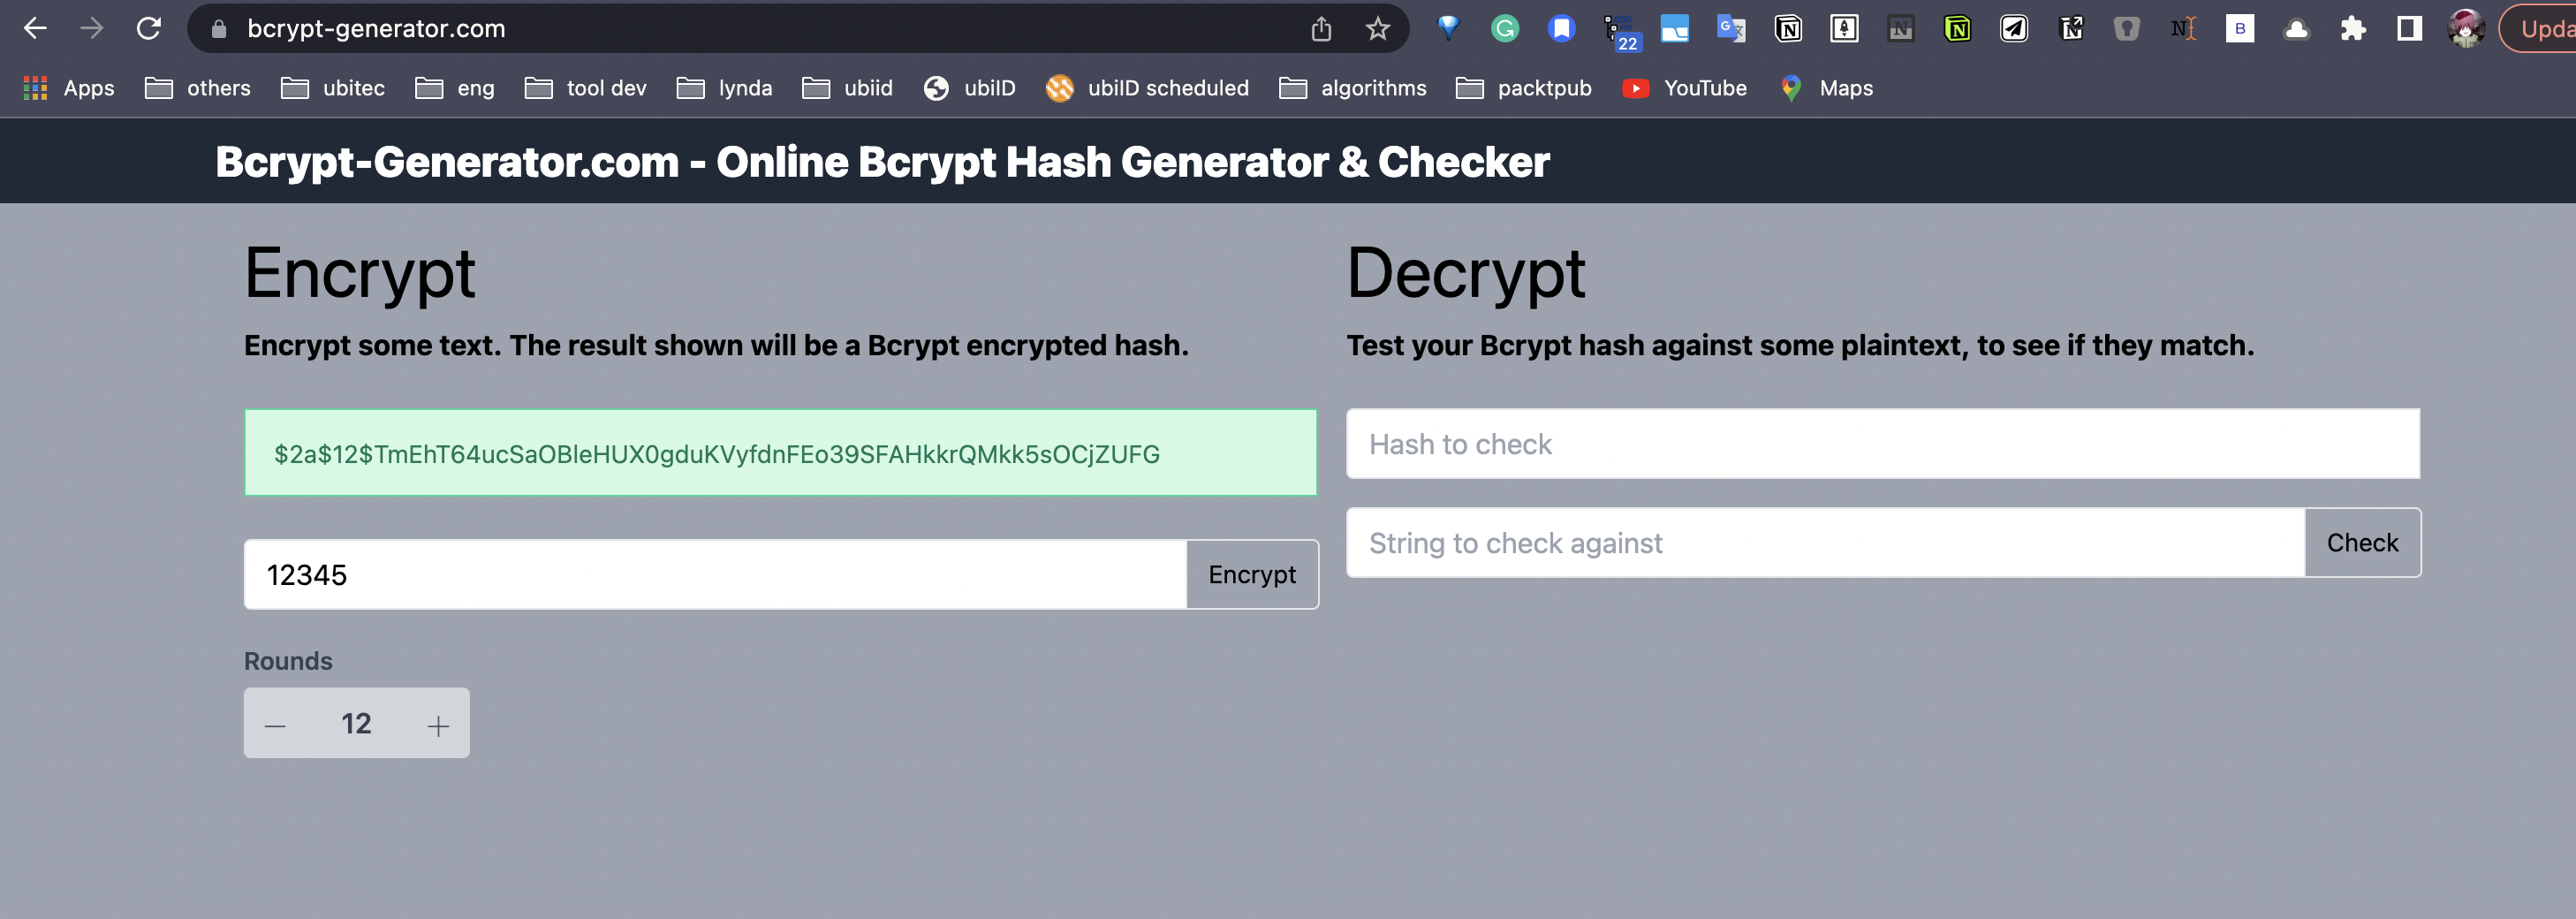 bcrypt-generator.com
22
Upda
Apps others ubitec eng tool dev lynda ubiid ubiID ubiID scheduled algorithms packtpub YouTube Maps
Bcrypt-Generator.com - Online Bcrypt Hash Generator & Checker
Encrypt
Encrypt some text. The result shown will be a Bcrypt encrypted hash.
$2a$12$TmEhT64ucSaOBleHUX0gduKVyfdnFEo39SFAHkkrQMkk5sOCjZUFG
12345
Encrypt
Rounds
— 12 +
Decrypt
Test your Bcrypt hash against some plaintext, to see if they match.
Hash to check
String to check against
Check